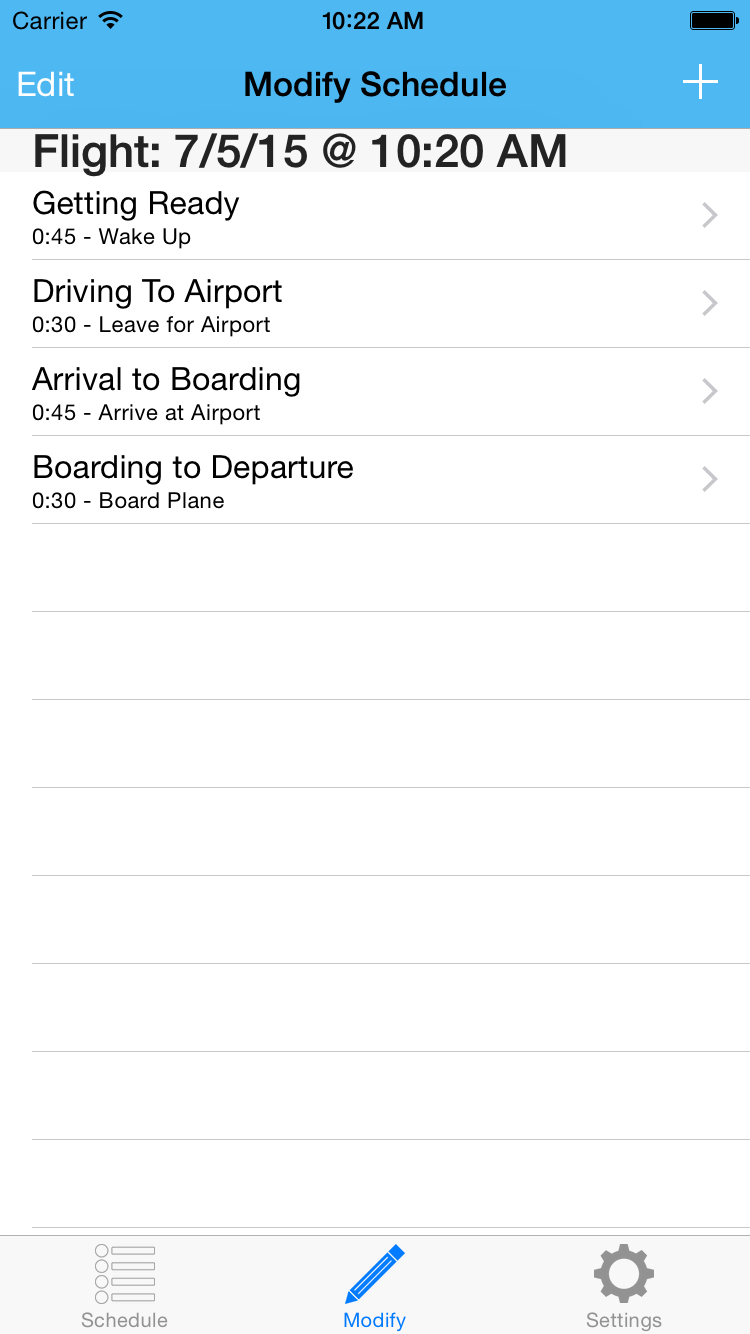 Carrier 10:22 AM
Edit Modify Schedule +
Flight: 7/5/15 @ 10:20 AM
Getting Ready
0:45 - Wake Up
Driving To Airport
0:30 - Leave for Airport
Arrival to Boarding
0:45 - Arrive at Airport
Boarding to Departure
0:30 - Board Plane
Schedule Modify Settings